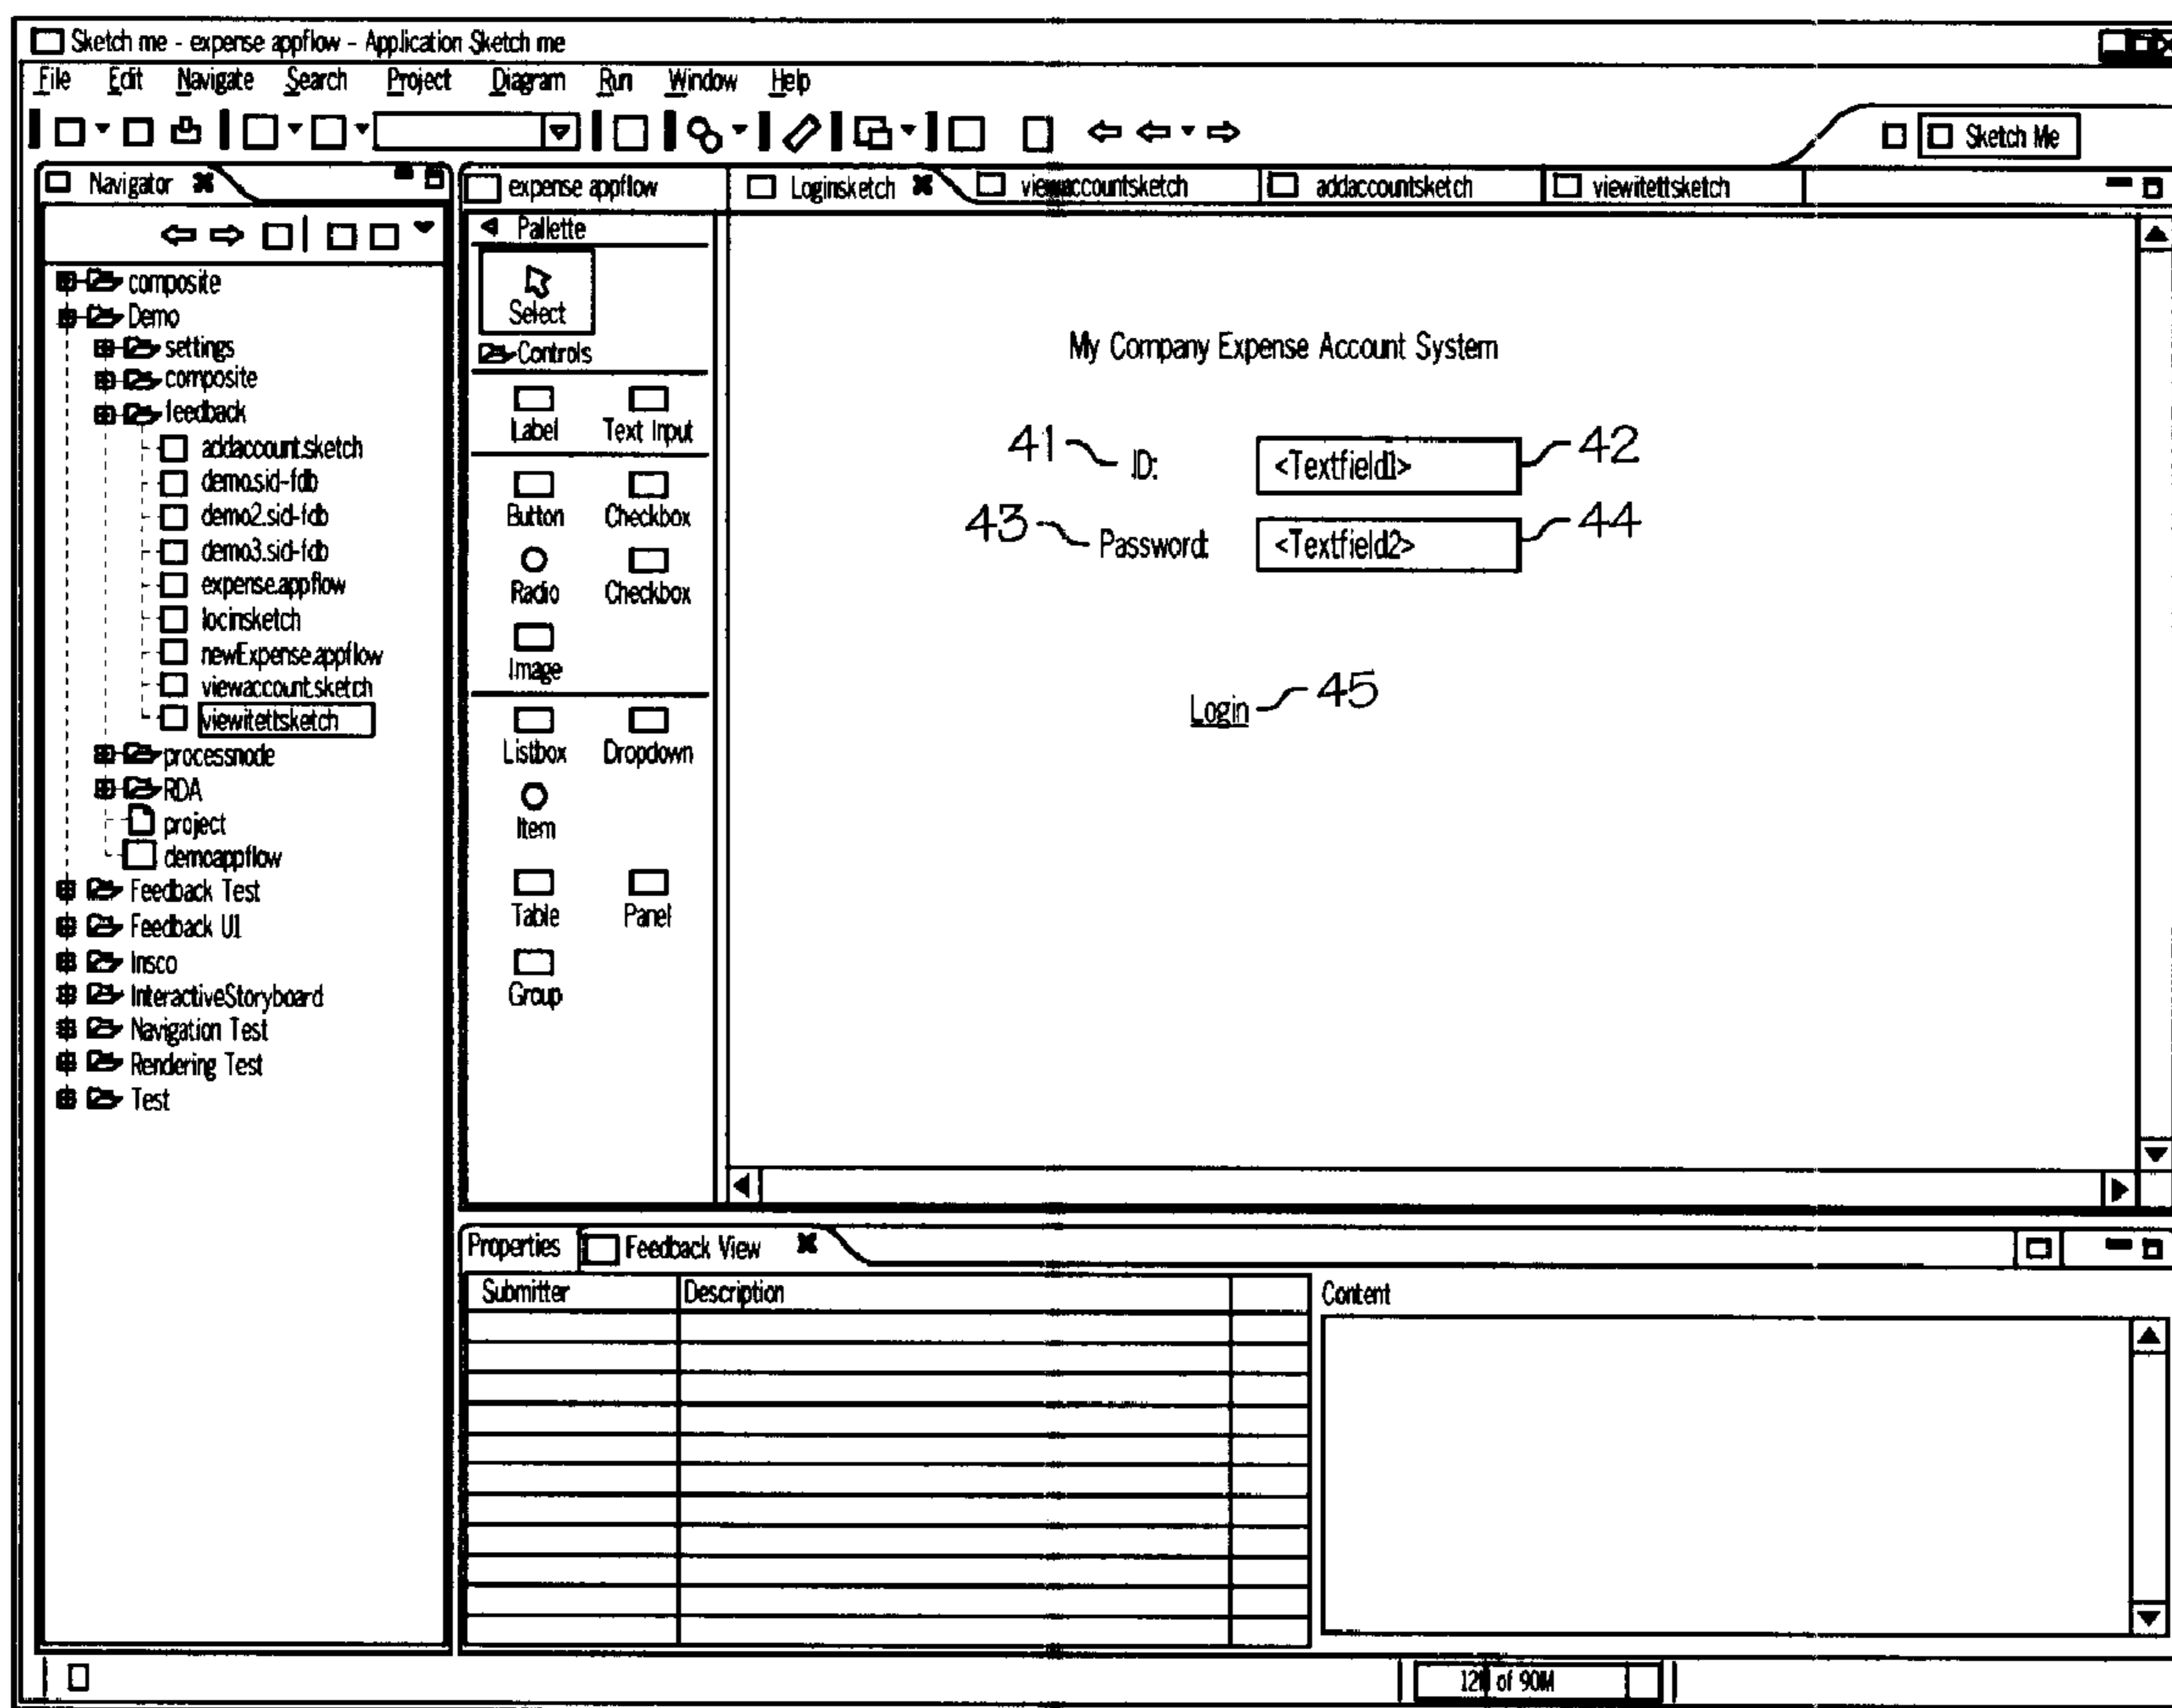 Sketch me - expense appflow - Application Sketch me
File Edit Navigate Search Project Diagram Run Window Help
Sketch Me
Navigator
expense appflow
Loginsketch
viewaccountsketch
addaccountsketch
viewitettsketch
Pallette
Select
Controls
Label Text Input
Button Checkbox
Radio Checkbox
Image
Listbox Dropdown
Item
Table Panel
Group
composite
Demo
settings
composite
feedback
addaccount.sketch
demo.sid-fdb
demo2.sid-fdb
demo3.sid-fdb
expense.appflow
locinsketch
newExpense.appflow
viewaccount.sketch
viewitettsketch
processnode
RDA
project
demoappflow
Feedback Test
Feedback UI
Insco
InteractiveStoryboard
Navigation Test
Rendering Test
Test
My Company Expense Account System
41 ID: <Textfield1> 42
43 Password: <Textfield2> 44
Login 45
Properties
Feedback View
Submitter Description
Content
of 90M